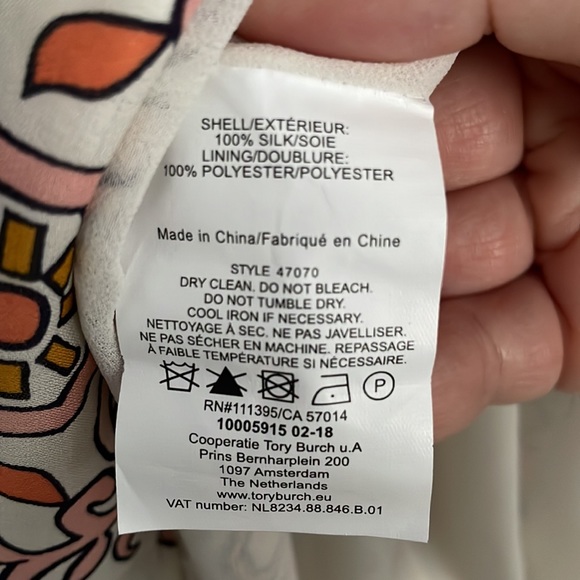 SHELL/EXTÉRIEUR:
100% SILK/SOIE
LINING/DOUBLURE:
100% POLYESTER/POLYESTER
Made in China/Fabriqué en Chine
STYLE 47070
DRY CLEAN. DO NOT BLEACH.
DO NOT TUMBLE DRY.
COOL IRON IF NECESSARY.
NETTOYAGE À SEC. NE PAS JAVELLISER.
NE PAS SÉCHER EN MACHINE. REPASSAGE
À FAIBLE TEMPÉRATURE SI NÉCESSAIRE.
P
RN#111395/CA 57014
10005915 02-18
Cooperatie Tory Burch u.A
Prins Bernharplein 200
1097 Amsterdam
The Netherlands
www.toryburch.eu
VAT number: NL8234.88.846.B.01